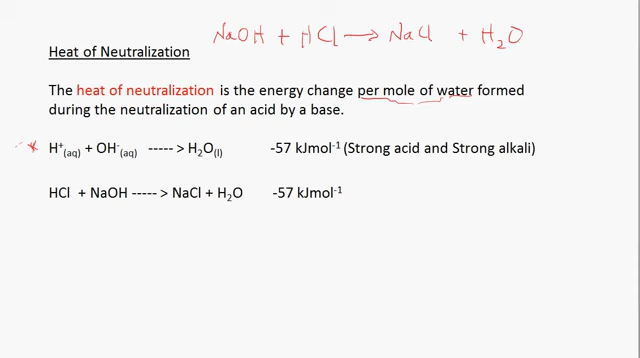 NaOH + HCl ⟶ NaCl + H₂O
Heat of Neutralization
The heat of neutralization is the energy change per mole of water formed
during the neutralization of an acid by a base.
* H⁺(aq) + OH⁻(aq) -----> H₂O(l) -57 kJmol⁻¹ (Strong acid and Strong alkali)
HCl + NaOH -----> NaCl + H₂O -57 kJmol⁻¹